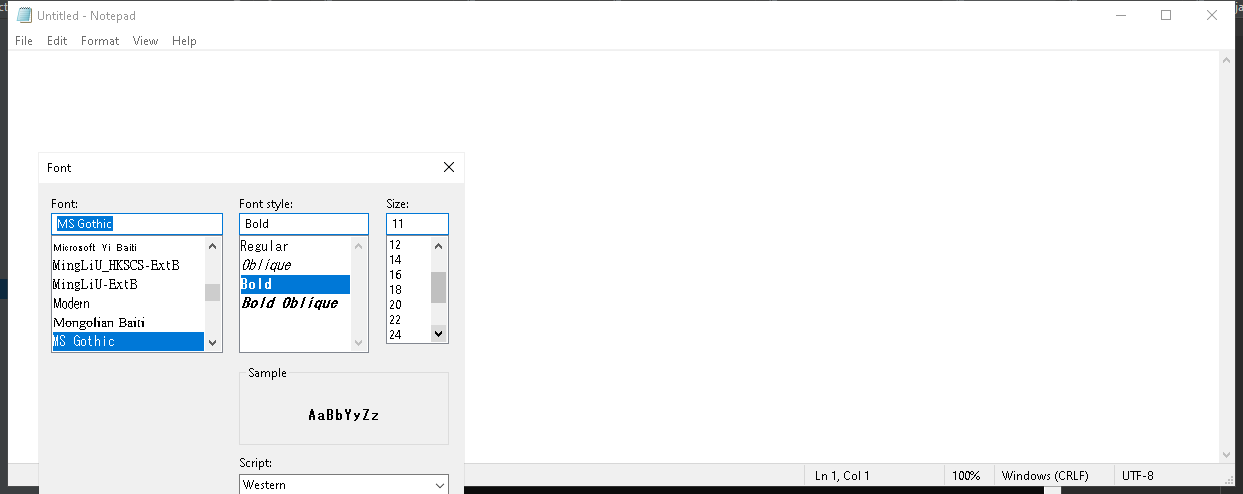 Untitled - Notepad
File Edit Format View Help
Font
Font: Font style: Size:
MS Gothic Bold 11
Microsoft Yi Baiti
MingLiU_HKSCS-ExtB
MingLiU-ExtB
Modern
Mongolian Baiti
MS Gothic
Regular
Oblique
Bold
Bold Oblique
12
14
16
18
20
22
24
Sample
AaBbYyZz
Script:
Western
Ln 1, Col 1 100% Windows (CRLF) UTF-8